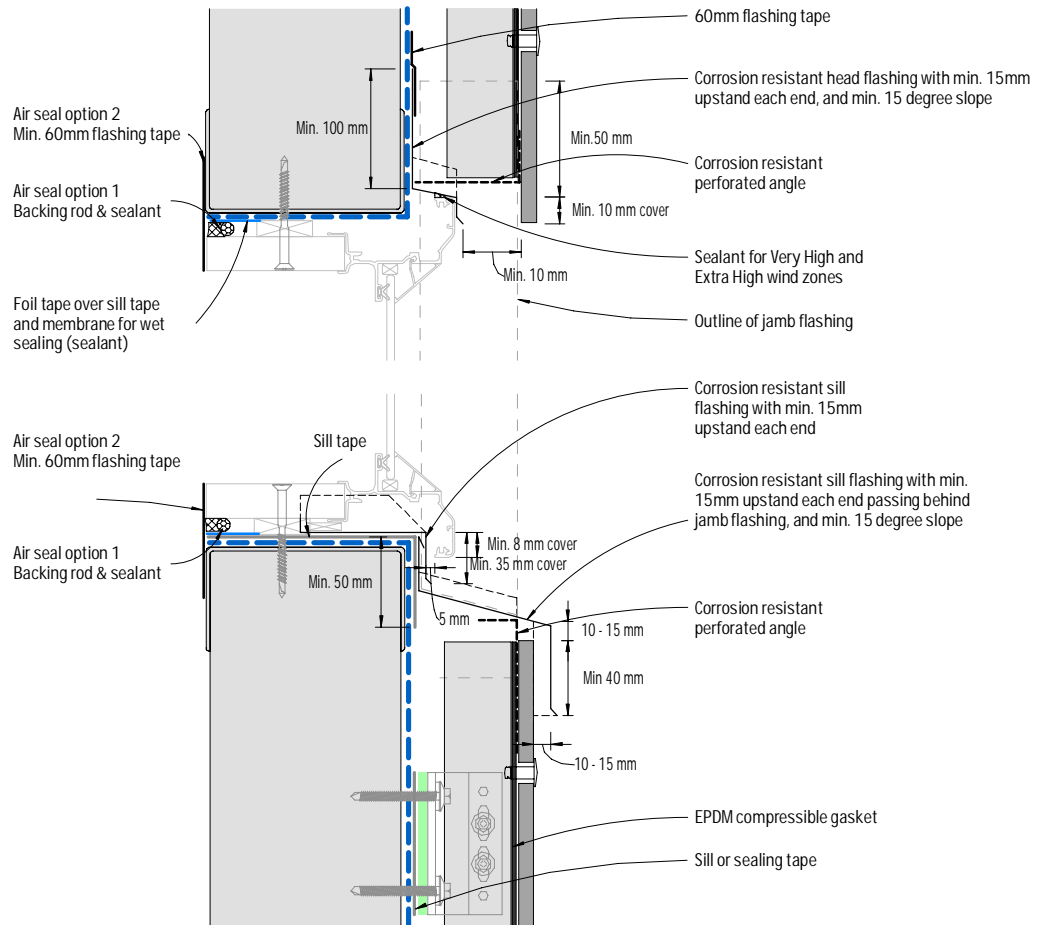 60mm flashing tape
Corrosion resistant head flashing with min. 15mm
upstand each end, and min. 15 degree slope
Air seal option 2
Min. 60mm flashing tape
Min. 100 mm
Min.50 mm
Corrosion resistant
perforated angle
Air seal option 1
Backing rod & sealant
Min. 10 mm cover
Sealant for Very High and
Extra High wind zones
Min. 10 mm
Foil tape over sill tape
and membrane for wet
sealing (sealant)
Outline of jamb flashing
Corrosion resistant sill
flashing with min. 15mm
upstand each end
Air seal option 2
Min. 60mm flashing tape
Sill tape
Corrosion resistant sill flashing with min.
15mm upstand each end passing behind
jamb flashing, and min. 15 degree slope
Air seal option 1
Backing rod & sealant
Min. 8 mm cover
Min. 35 mm cover
Min. 50 mm
5 mm
Corrosion resistant
perforated angle
10 - 15 mm
Min 40 mm
10 - 15 mm
EPDM compressible gasket
Sill or sealing tape